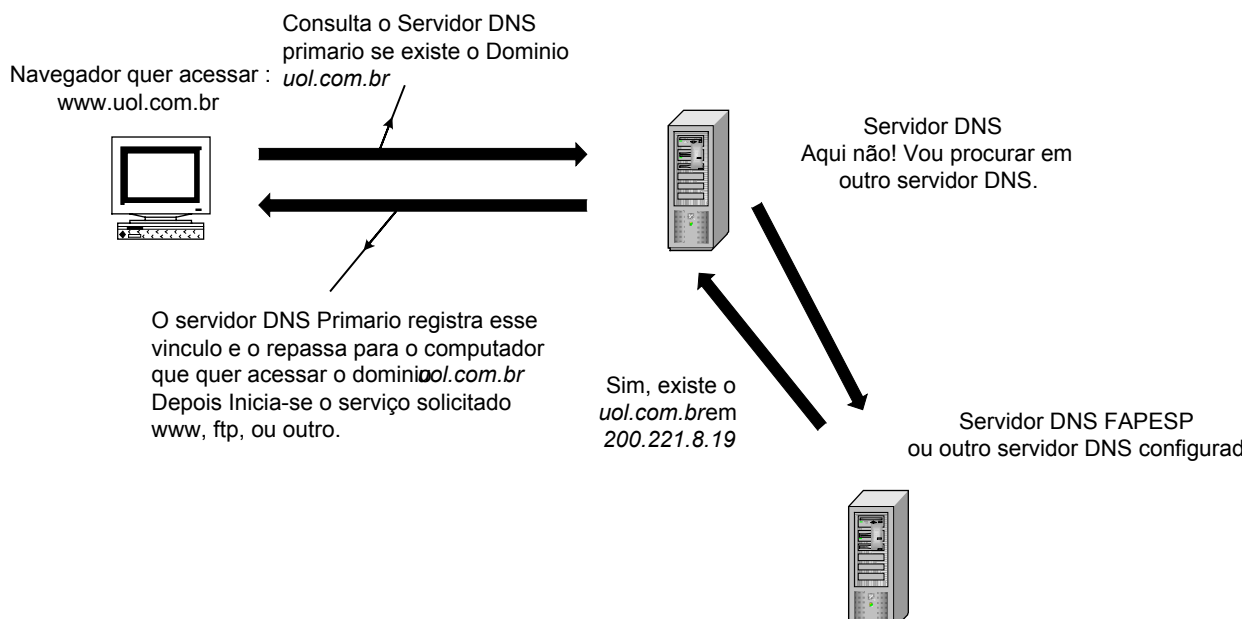 Navegador quer acessar :
www.uol.com.br
Consulta o Servidor DNS
primario se existe o Dominio
uol.com.br
Servidor DNS
Aqui não! Vou procurar em
outro servidor DNS.
O servidor DNS Primario registra esse
vinculo e o repassa para o computador
que quer acessar o dominio uol.com.br
Depois Inicia-se o serviço solicitado
www, ftp, ou outro.
Sim, existe o
uol.com.brem
200.221.8.19
Servidor DNS FAPESP
ou outro servidor DNS configurad